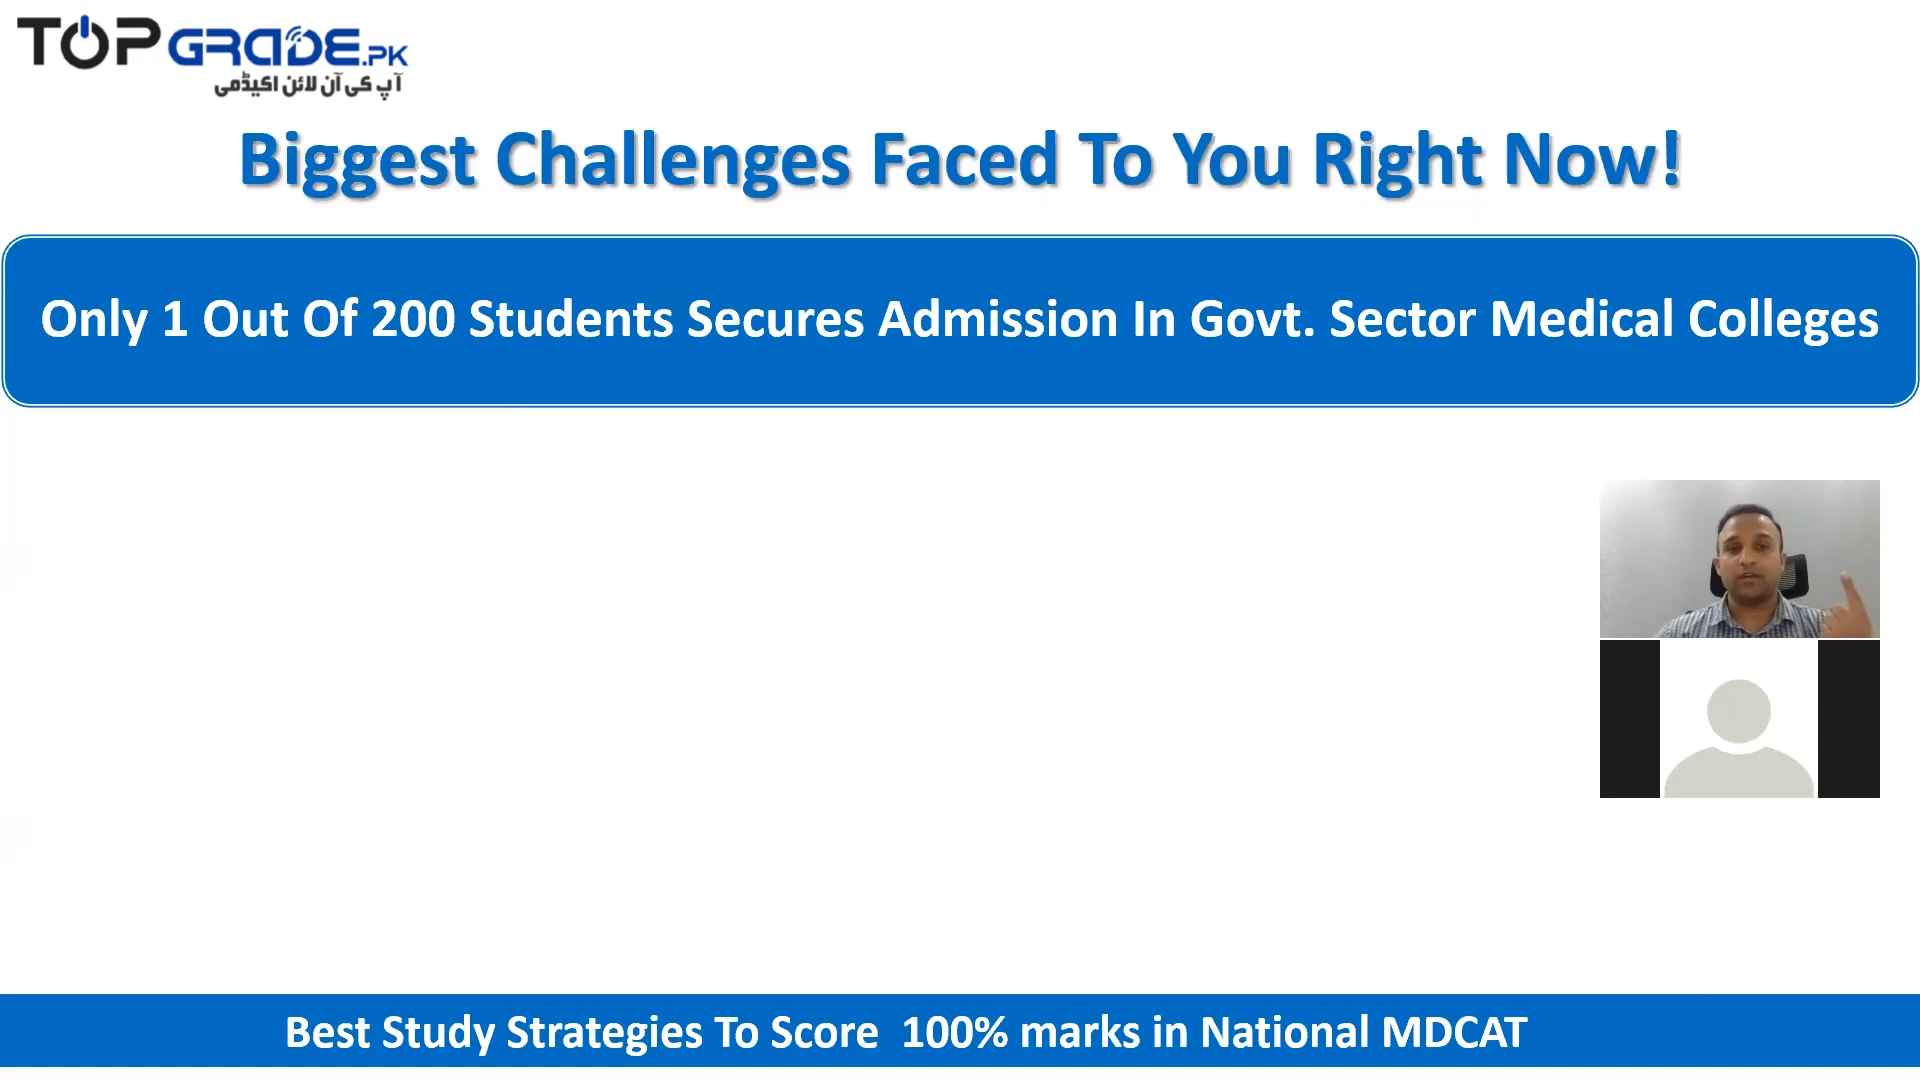 TOPGRADE.PK
آپ کی آن لائن اکیڈمی
Biggest Challenges Faced To You Right Now!
Only 1 Out Of 200 Students Secures Admission In Govt. Sector Medical Colleges
Best Study Strategies To Score 100% marks in National MDCAT